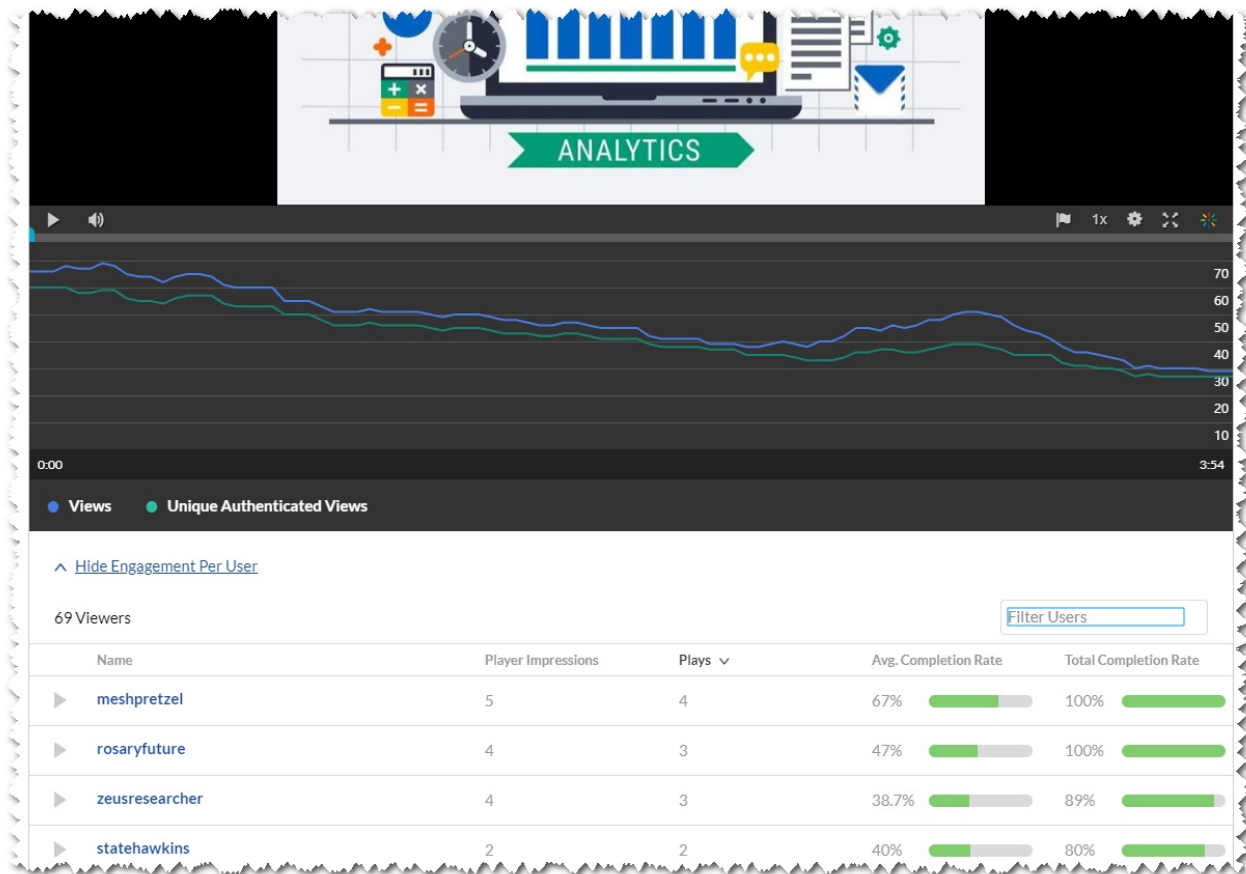 ANALYTICS
1x
70
60
50
40
30
20
10
0:00 3:54
Views Unique Authenticated Views
Hide Engagement Per User
69 Viewers Filter Users
Name Player Impressions Plays Avg. Completion Rate Total Completion Rate
meshpretzel 5 4 67% 100%
rosaryfuture 4 3 47% 100%
zeusresearcher 4 3 38.7% 89%
statehawkins 2 2 40% 80%